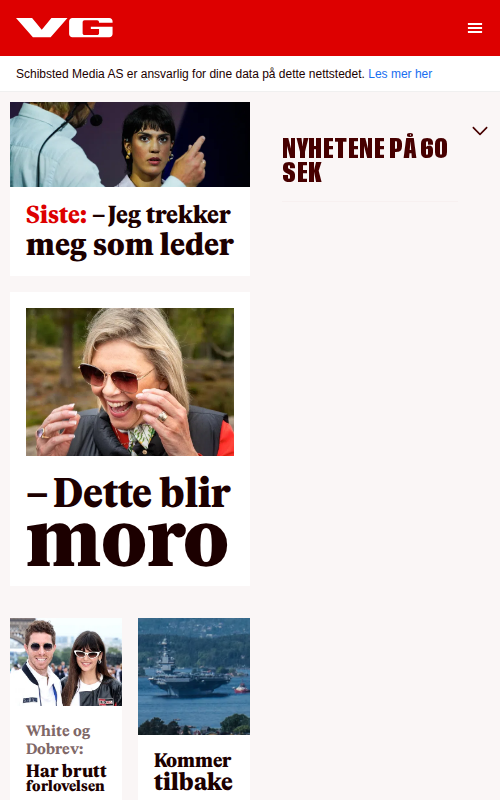 VG
Schibsted Media AS er ansvarlig for dine data på dette nettstedet. Les mer her
Siste: – Jeg trekker
meg som leder
– Dette blir
moro
White og
Dobrev:
Har brutt
forlovelsen
Kommer
tilbake
NYHETENE PÅ 60
SEK